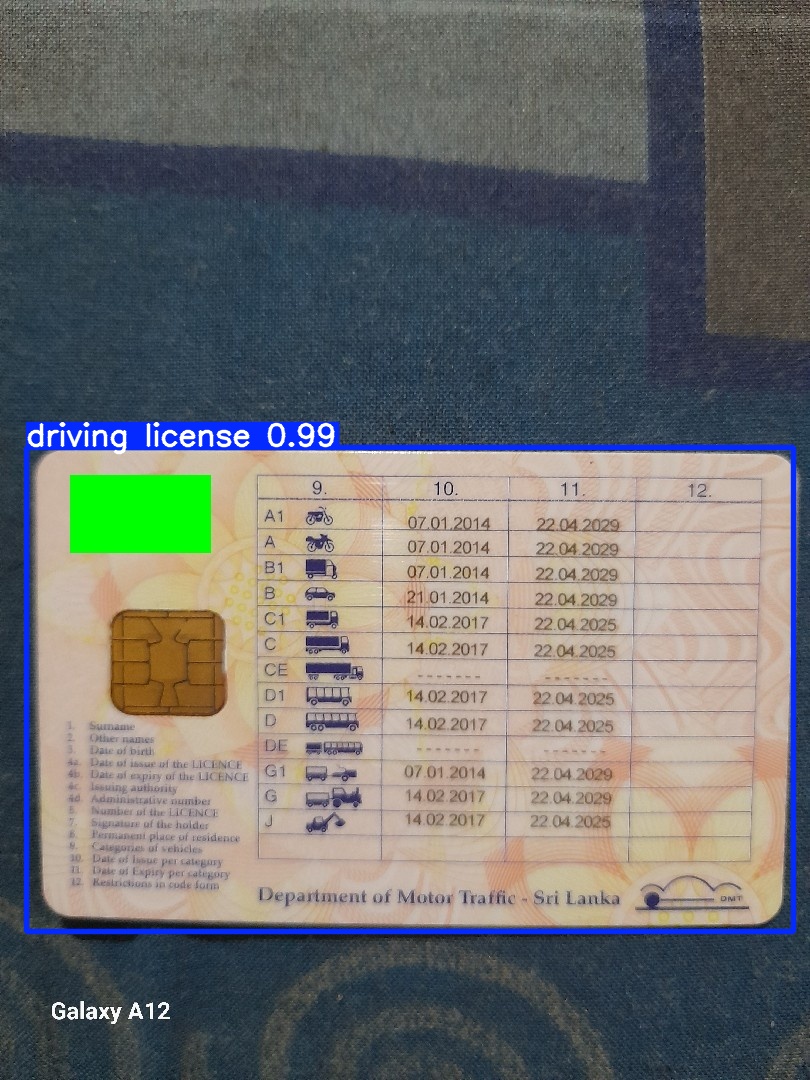 driving license 0.99
9. 10. 11. 12.
A1 07.01.2014 22.04.2029
A 07.01.2014 22.04.2029
B1 07.01.2014 22.04.2029
B 21.01.2014 22.04.2029
C1 14.02.2017 22.04.2025
C 14.02.2017 22.04.2025
CE ------- -------
D1 14.02.2017 22.04.2025
D 14.02.2017 22.04.2025
DE ------- -------
G1 07.01.2014 22.04.2029
G 14.02.2017 22.04.2029
J 14.02.2017 22.04.2025
1. Surname
2. Other names
3. Date of birth
4a. Date of issue of the LICENCE
4b. Date of expiry of the LICENCE
4c. Issuing authority
4d. Administrative number
5. Number of the LICENCE
7. Signature of the holder
8. Permanent place of residence
9. Categories of vehicles
10. Date of Issue per category
11. Date of Expiry per category
12. Restrictions in code form
Department of Motor Traffic - Sri Lanka
DMT
Galaxy A12